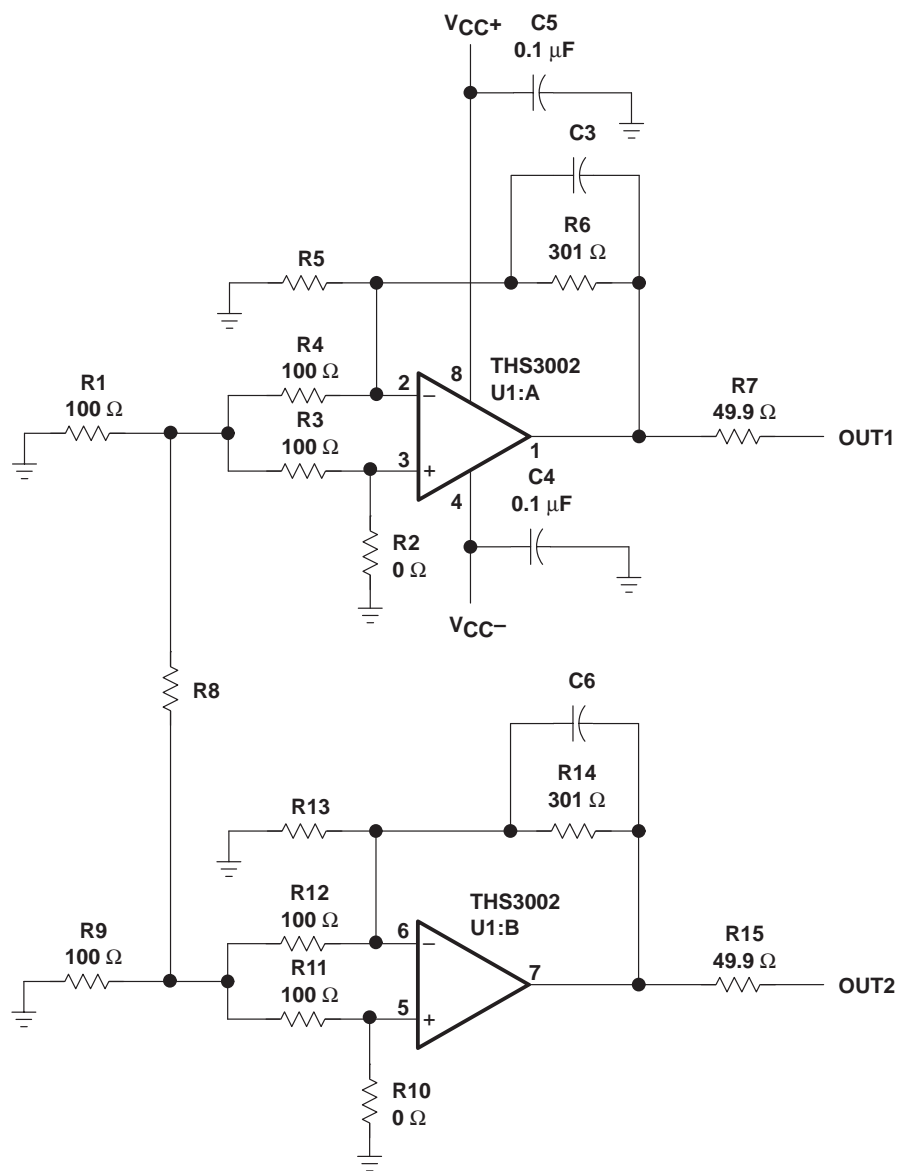 VCC+
C5
0.1 μF
C3
R6
301 Ω
R5
R4
100 Ω
THS3002
U1:A
8
2
−
R1
100 Ω
R3
100 Ω
R7
49.9 Ω
OUT1
1
3
+
C4
0.1 μF
4
R2
0 Ω
VCC−
R8
C6
R14
301 Ω
R13
R12
100 Ω
THS3002
U1:B
6
−
R9
100 Ω
R11
100 Ω
7
R15
49.9 Ω
OUT2
5
+
R10
0 Ω